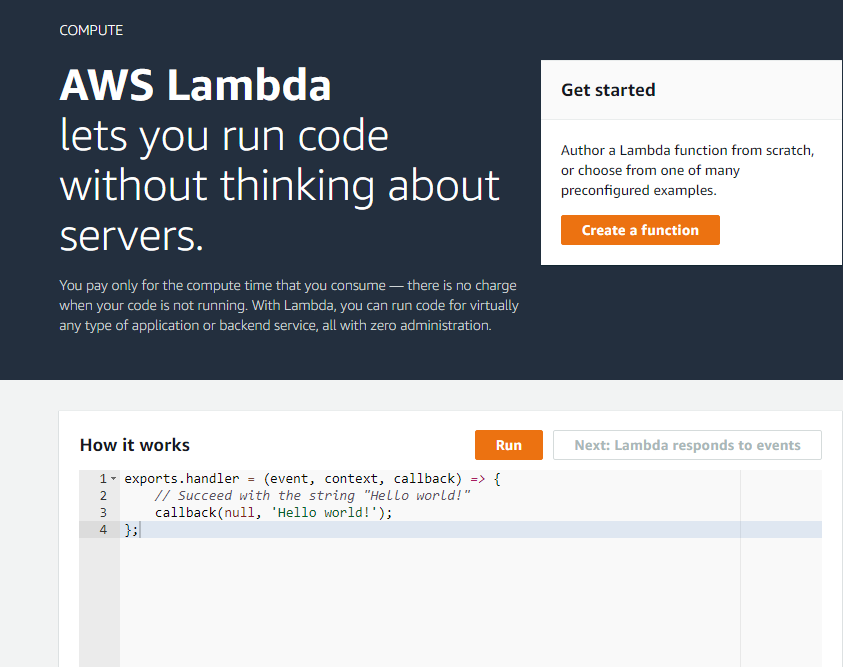 COMPUTE
AWS Lambda
lets you run code
without thinking about
servers.
You pay only for the compute time that you consume — there is no charge
when your code is not running. With Lambda, you can run code for virtually
any type of application or backend service, all with zero administration.
Get started
Author a Lambda function from scratch,
or choose from one of many
preconfigured examples.
Create a function
How it works
Run
Next: Lambda responds to events
1 exports.handler = (event, context, callback) => {
2     // Succeed with the string "Hello world!"
3     callback(null, 'Hello world!');
4 };